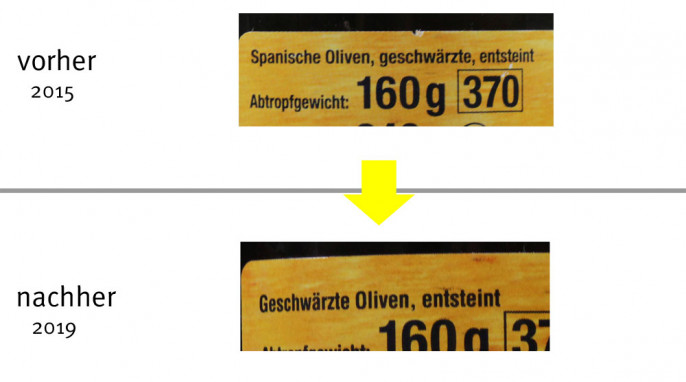 vorher
2015
Spanische Oliven, geschwärzte, entsteint
Abtropfgewicht: 160 g 370
nachher
2019
Geschwärzte Oliven, entsteint
160 g